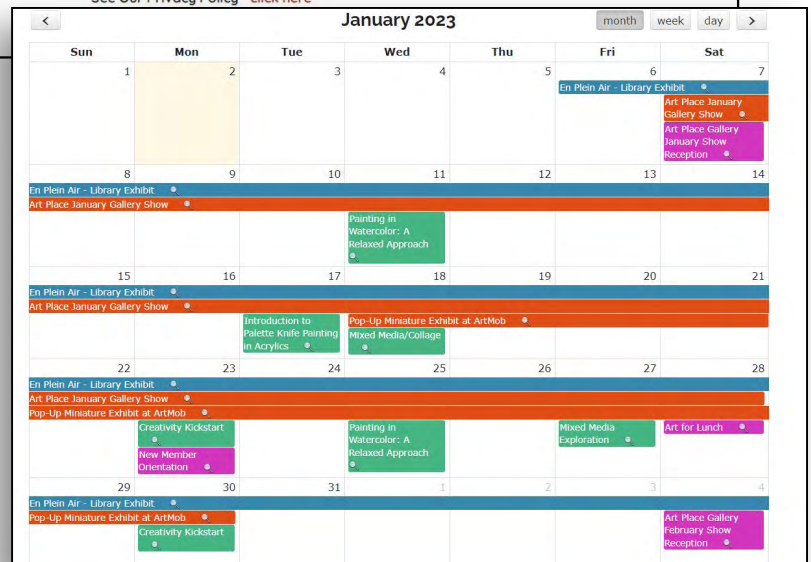 See Our Privacy Policy click here
<
January 2023
month week day >
Sun Mon Tue Wed Thu Fri Sat
1 2 3 4 5 6 7
En Plein Air - Library Exhibit
Art Place January
Gallery Show
Art Place Gallery
January Show
Reception
8 9 10 11 12 13 14
En Plein Air - Library Exhibit
Art Place January Gallery Show
Painting in
Watercolor: A
Relaxed Approach
15 16 17 18 19 20 21
En Plein Air - Library Exhibit
Art Place January Gallery Show
Introduction to
Palette Knife Painting
in Acrylics
Pop-Up Miniature Exhibit at ArtMob
Mixed Media/Collage
22 23 24 25 26 27 28
En Plein Air - Library Exhibit
Art Place January Gallery Show
Pop-Up Miniature Exhibit at ArtMob
Creativity Kickstart
New Member
Orientation
Painting in
Watercolor: A
Relaxed Approach
Mixed Media
Exploration
Art for Lunch
29 30 31 1 2 3 4
En Plein Air - Library Exhibit
Pop-Up Miniature Exhibit at ArtMob
Creativity Kickstart
Art Place Gallery
February Show
Reception